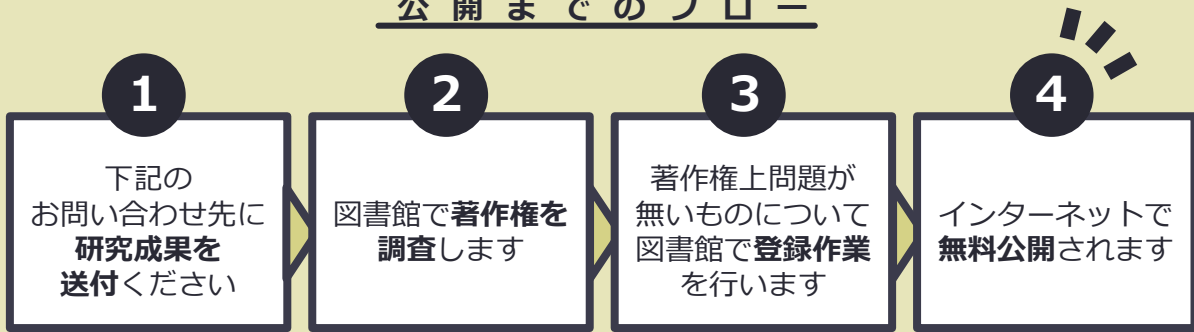 公開までのフロー
1
下記の
お問い合わせ先に
研究成果を
送付ください
2
図書館で著作権を
調査します
3
著作権上問題が
無いものについて
図書館で登録作業
を行います
4
インターネットで
無料公開されます